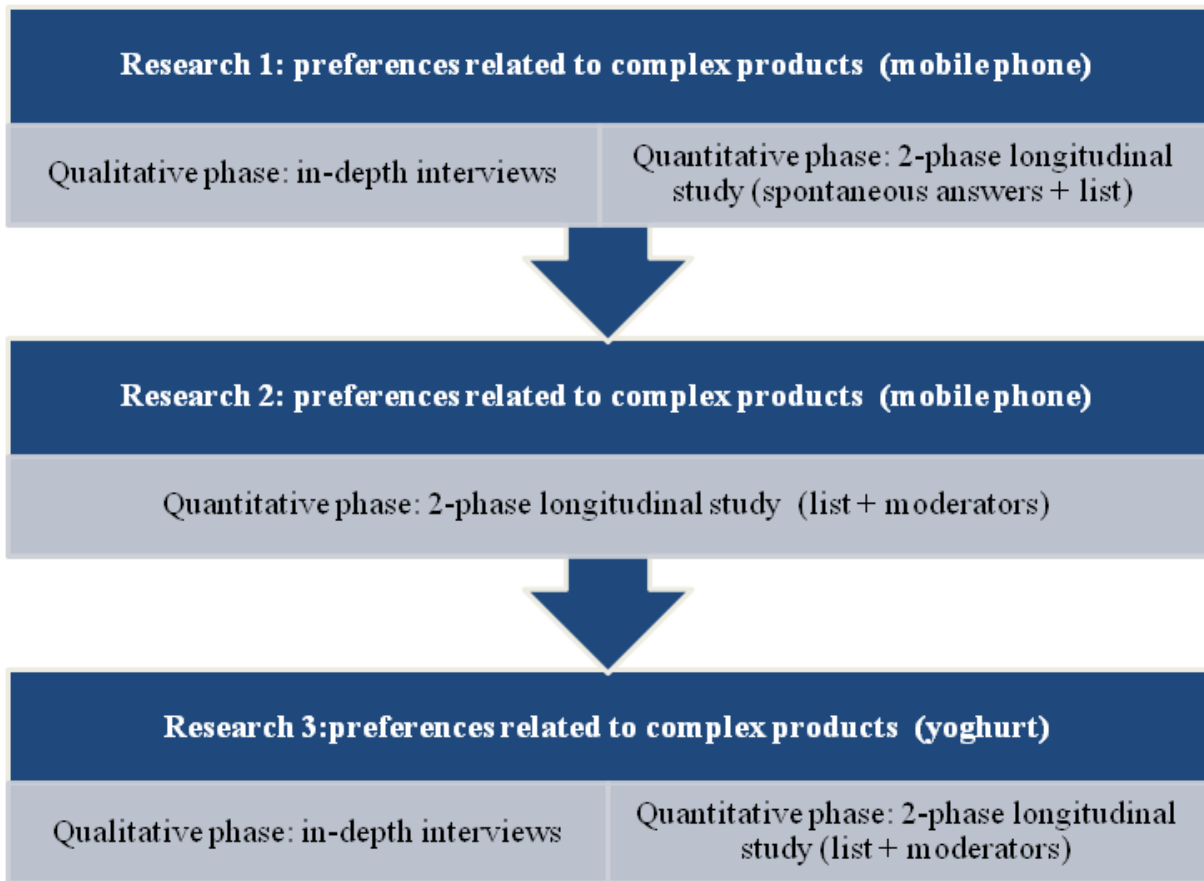 Research 1: preferences related to complex products (mobile phone)
Qualitative phase: in-depth interviews
Quantitative phase: 2-phase longitudinal
study (spontaneous answers + list)
Research 2: preferences related to complex products (mobile phone)
Quantitative phase: 2-phase longitudinal study (list + moderators)
Research 3:preferences related to complex products (yoghurt)
Qualitative phase: in-depth interviews
Quantitative phase: 2-phase longitudinal
study (list + moderators)